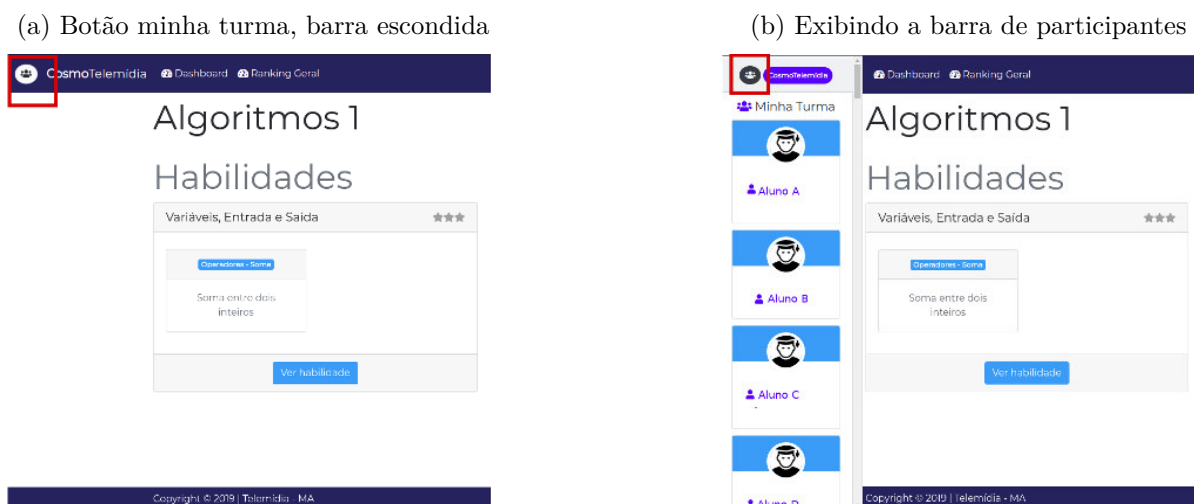 (a) Botão minha turma, barra escondida
CosmoTelemídia Dashboard Ranking Geral
Algoritmos 1
Habilidades
Variáveis, Entrada e Saída
Operadores - Soma
Soma entre dois
inteiros
Ver habilidade
Copyright © 2019 | Telemídia - MA
(b) Exibindo a barra de participantes
CosmoTelemídia Dashboard Ranking Geral
Minha Turma
Aluno A
Aluno B
Aluno C
Aluno D
Algoritmos 1
Habilidades
Variáveis, Entrada e Saída
Operadores - Soma
Soma entre dois
inteiros
Ver habilidade
Copyright © 2019 | Telemídia - MA